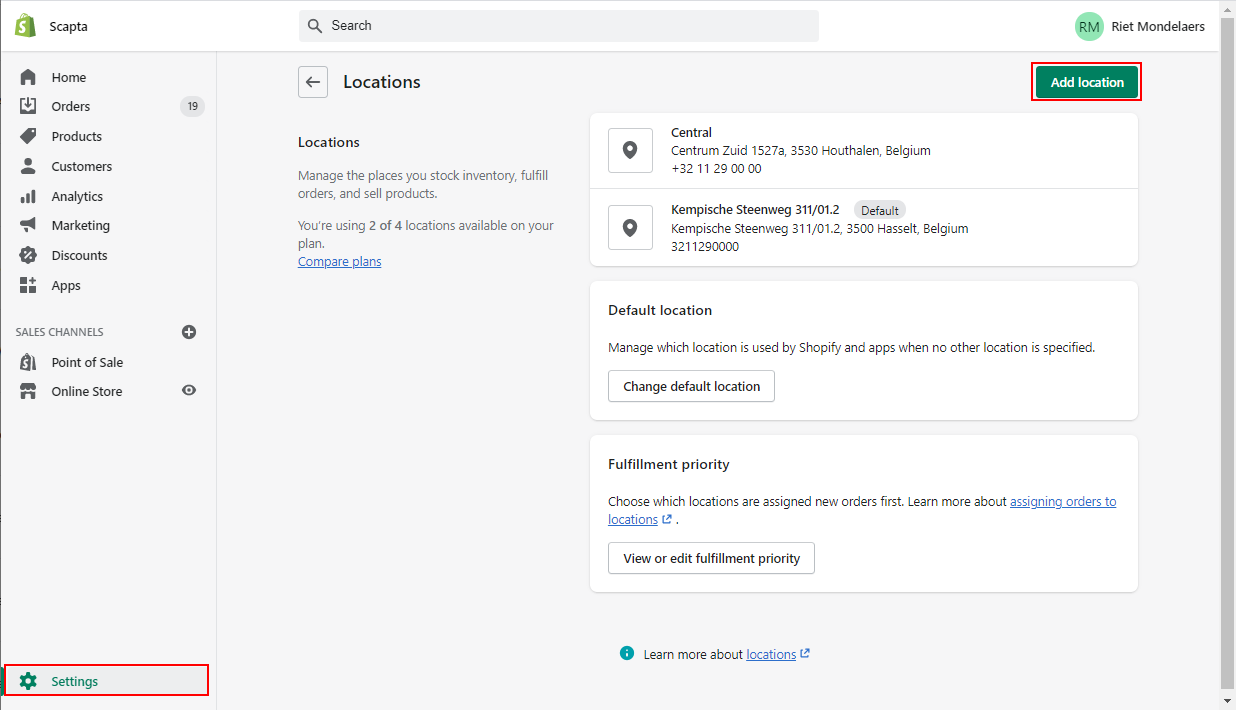 Scapta
Search
RM Riet Mondelaers
Home
Orders 19
Products
Customers
Analytics
Marketing
Discounts
Apps
SALES CHANNELS
Point of Sale
Online Store
Settings
Locations
Add location
Locations
Manage the places you stock inventory, fulfill
orders, and sell products.
You're using 2 of 4 locations available on your
plan.
Compare plans
Central
Centrum Zuid 1527a, 3530 Houthalen, Belgium
+32 11 29 00 00
Kempische Steenweg 311/01.2 Default
Kempische Steenweg 311/01.2, 3500 Hasselt, Belgium
3211290000
Default location
Manage which location is used by Shopify and apps when no other location is specified.
Change default location
Fulfillment priority
Choose which locations are assigned new orders first. Learn more about assigning orders to
locations .
View or edit fulfillment priority
Learn more about locations